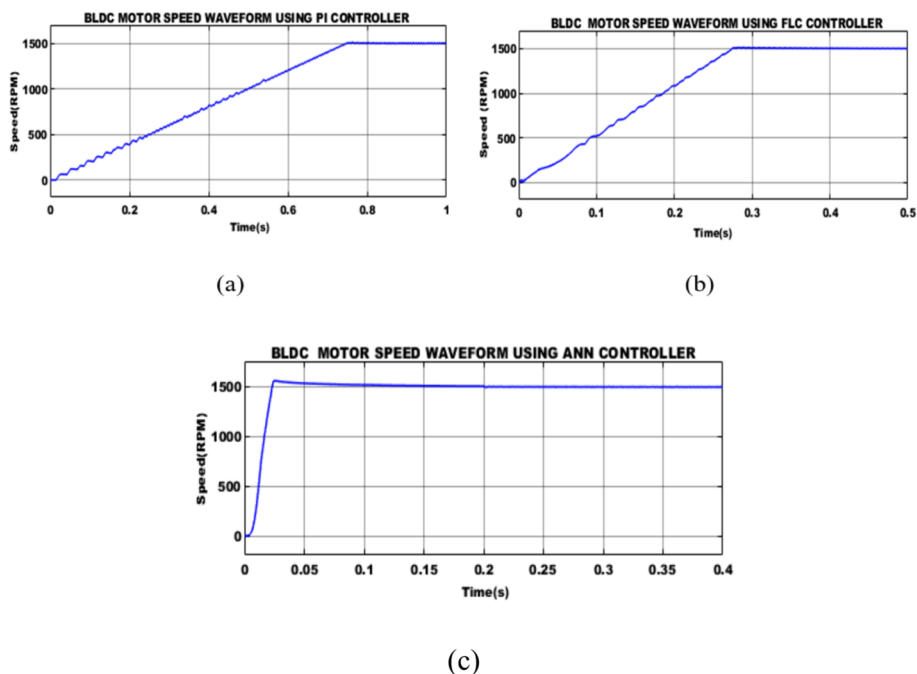 BLDC MOTOR SPEED WAVEFORM USING PI CONTROLLER
1500
1000
500
0
Speed(RPM)
0 0.2 0.4 0.6 0.8 1
Time(s)
(a)
BLDC MOTOR SPEED WAVEFORM USING FLC CONTROLLER
1500
1000
500
0
Speed (RPM)
0 0.1 0.2 0.3 0.4 0.5
Time(s)
(b)
BLDC MOTOR SPEED WAVEFORM USING ANN CONTROLLER
1500
1000
500
0
Speed(RPM)
0 0.05 0.1 0.15 0.2 0.25 0.3 0.35 0.4
Time(s)
(c)